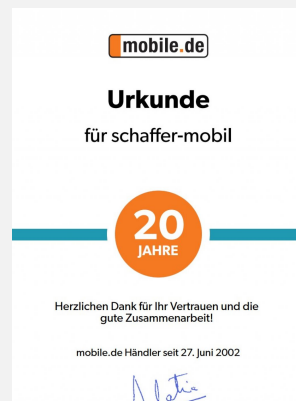 mobile.de
Urkunde
für schaffer-mobil
20
JAHRE
Herzlichen Dank für Ihr Vertrauen und die
gute Zusammenarbeit!
mobile.de Händler seit 27. Juni 2002